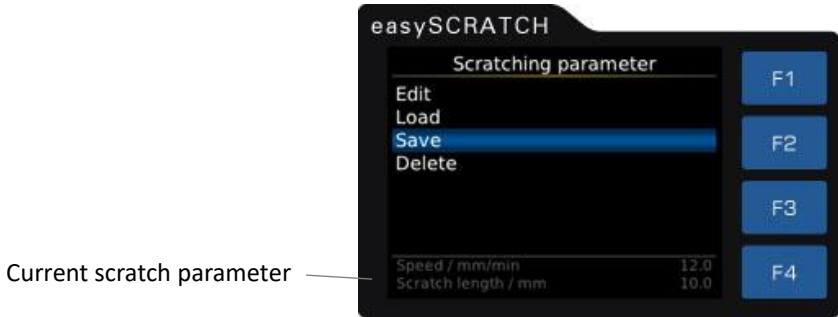 easySCRATCH
Scratching parameter
Edit
Load
Save
Delete
Speed / mm/min 12.0
Scratch length / mm 10.0
F1
F2
F3
F4
Current scratch parameter